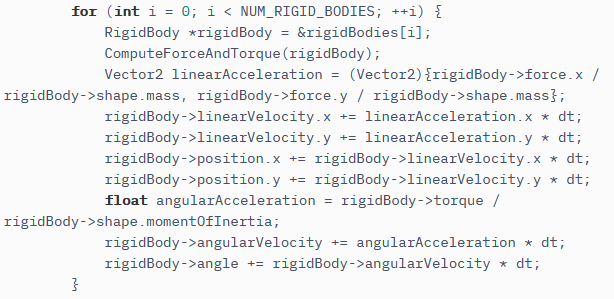 for (int i = 0; i < NUM_RIGID_BODIES; ++i) {
RigidBody *rigidBody = &rigidBodies[i];
ComputeForceAndTorque(rigidBody);
Vector2 linearAcceleration = (Vector2){rigidBody->force.x /
rigidBody->shape.mass, rigidBody->force.y / rigidBody->shape.mass};
rigidBody->linearVelocity.x += linearAcceleration.x * dt;
rigidBody->linearVelocity.y += linearAcceleration.y * dt;
rigidBody->position.x += rigidBody->linearVelocity.x * dt;
rigidBody->position.y += rigidBody->linearVelocity.y * dt;
float angularAcceleration = rigidBody->torque /
rigidBody->shape.momentOfInertia;
rigidBody->angularVelocity += angularAcceleration * dt;
rigidBody->angle += rigidBody->angularVelocity * dt;
}